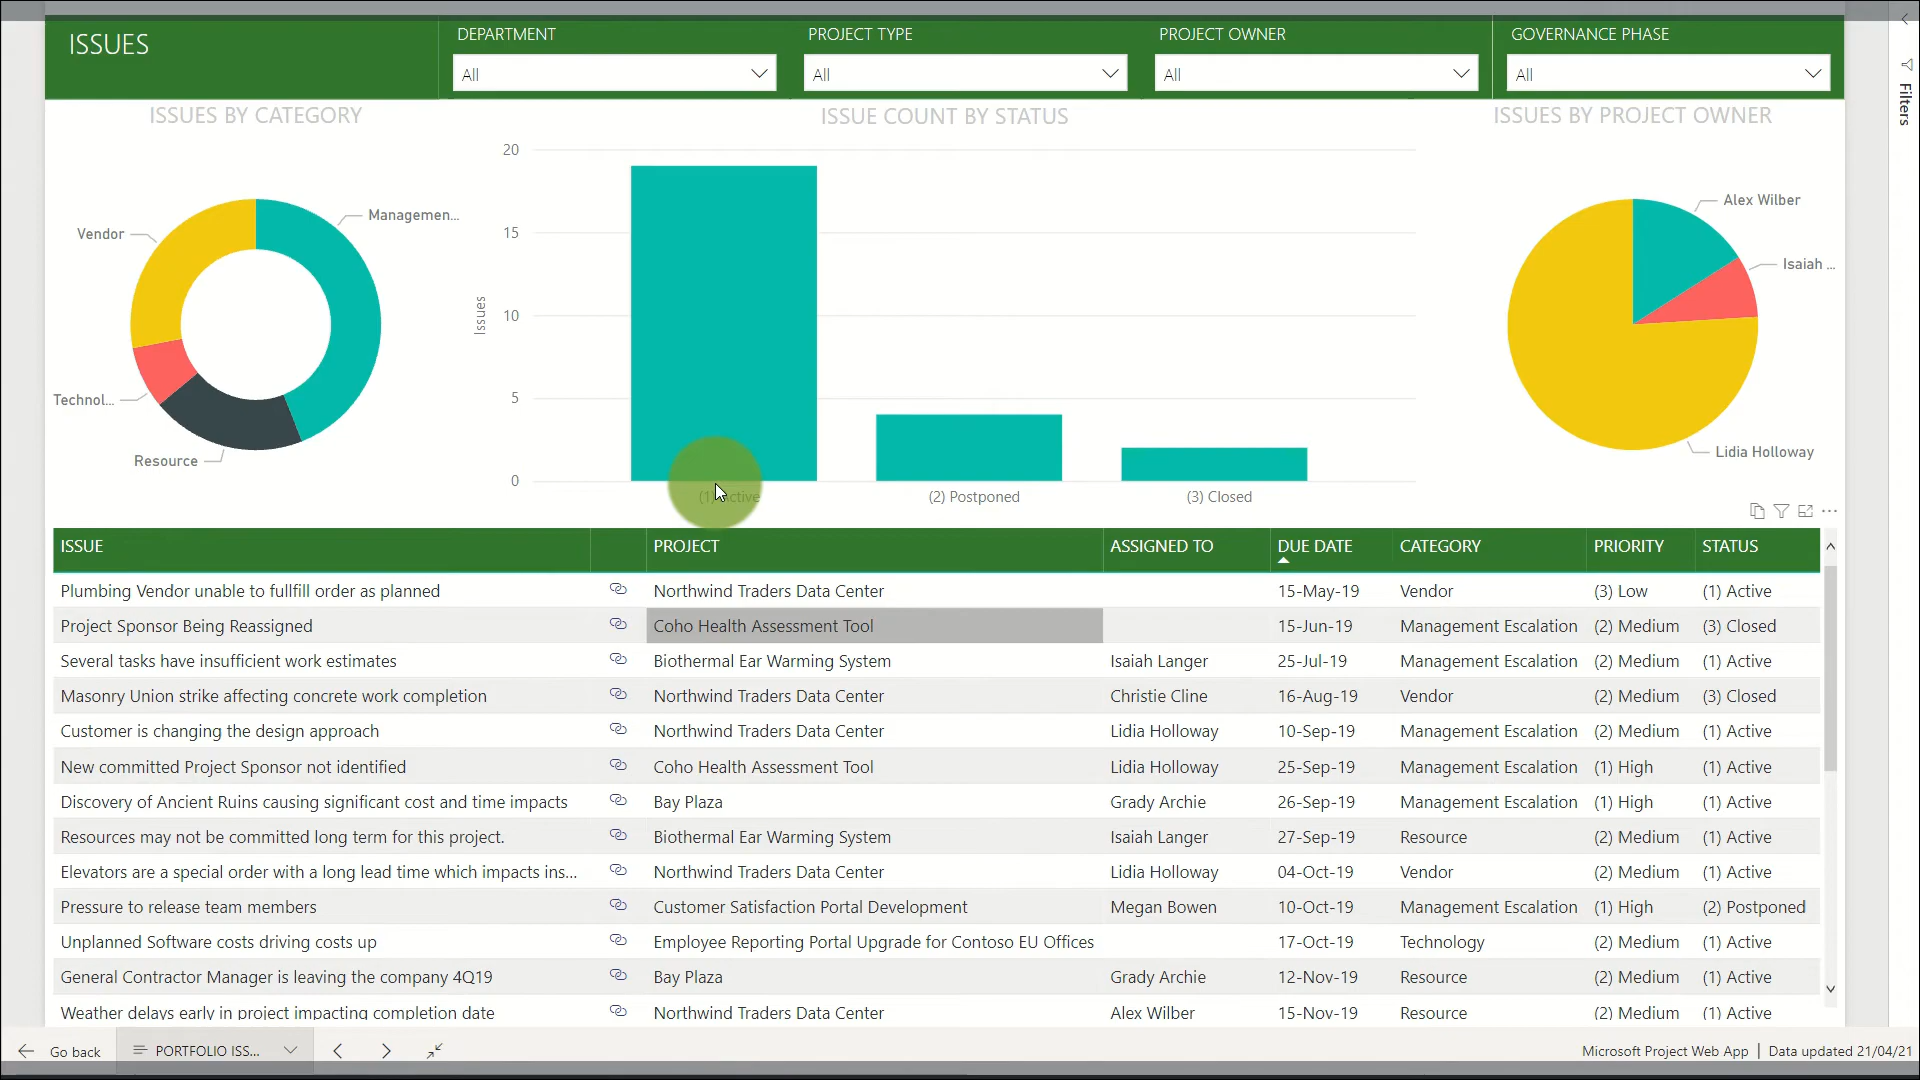 ISSUES
DEPARTMENT
All
PROJECT TYPE
All
PROJECT OWNER
All
GOVERNANCE PHASE
All
Filters
ISSUES BY CATEGORY
Managemen...
Vendor
Technol...
Resource
ISSUE COUNT BY STATUS
20
15
10
5
0
Issues
(1) Active
(2) Postponed
(3) Closed
ISSUES BY PROJECT OWNER
Alex Wilber
Isaiah ...
Lidia Holloway
ISSUE PROJECT ASSIGNED TO DUE DATE CATEGORY PRIORITY STATUS
Plumbing Vendor unable to fullfill order as planned Northwind Traders Data Center 15-May-19 Vendor (3) Low (1) Active
Project Sponsor Being Reassigned Coho Health Assessment Tool 15-Jun-19 Management Escalation (2) Medium (3) Closed
Several tasks have insufficient work estimates Biothermal Ear Warming System Isaiah Langer 25-Jul-19 Management Escalation (2) Medium (1) Active
Masonry Union strike affecting concrete work completion Northwind Traders Data Center Christie Cline 16-Aug-19 Vendor (2) Medium (3) Closed
Customer is changing the design approach Northwind Traders Data Center Lidia Holloway 10-Sep-19 Management Escalation (2) Medium (1) Active
New committed Project Sponsor not identified Coho Health Assessment Tool Lidia Holloway 25-Sep-19 Management Escalation (1) High (1) Active
Discovery of Ancient Ruins causing significant cost and time impacts Bay Plaza Grady Archie 26-Sep-19 Management Escalation (1) High (1) Active
Resources may not be committed long term for this project. Biothermal Ear Warming System Isaiah Langer 27-Sep-19 Resource (2) Medium (1) Active
Elevators are a special order with a long lead time which impacts ins... Northwind Traders Data Center Lidia Holloway 04-Oct-19 Vendor (2) Medium (1) Active
Pressure to release team members Customer Satisfaction Portal Development Megan Bowen 10-Oct-19 Management Escalation (1) High (2) Postponed
Unplanned Software costs driving costs up Employee Reporting Portal Upgrade for Contoso EU Offices 17-Oct-19 Technology (2) Medium (1) Active
General Contractor Manager is leaving the company 4Q19 Bay Plaza Grady Archie 12-Nov-19 Resource (2) Medium (1) Active
Weather delays early in project impacting completion date Northwind Traders Data Center Alex Wilber 15-Nov-19 Resource (2) Medium (1) Active
Go back PORTFOLIO ISS... Microsoft Project Web App | Data updated 21/04/21